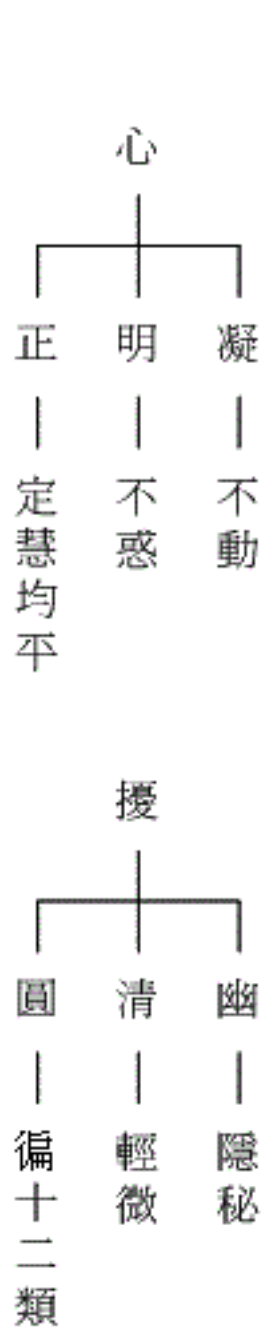 心
凝
不動
明
不惑
正
定慧均平
擾
幽
隱秘
清
輕微
圓
徧十二類